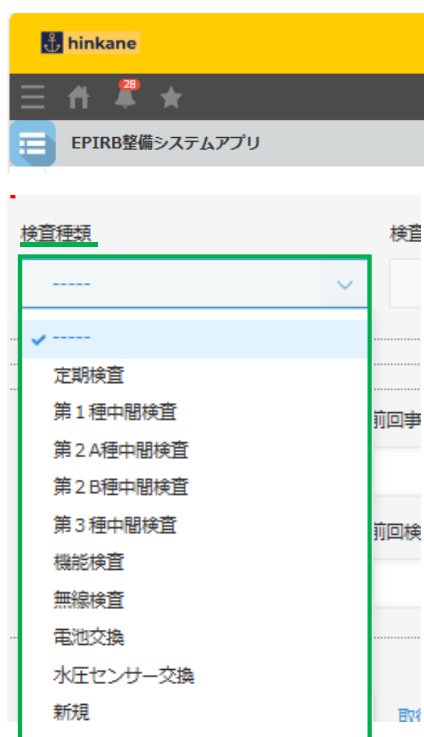 hinkane
28
EPIRB整備システムアプリ
検査種類
検査
-----
-----
定期検査
第１種中間検査
第２A種中間検査
前回事
第２B種中間検査
第３種中間検査
前回検
機能検査
無線検査
電池交換
水圧センサー交換
新規
取得